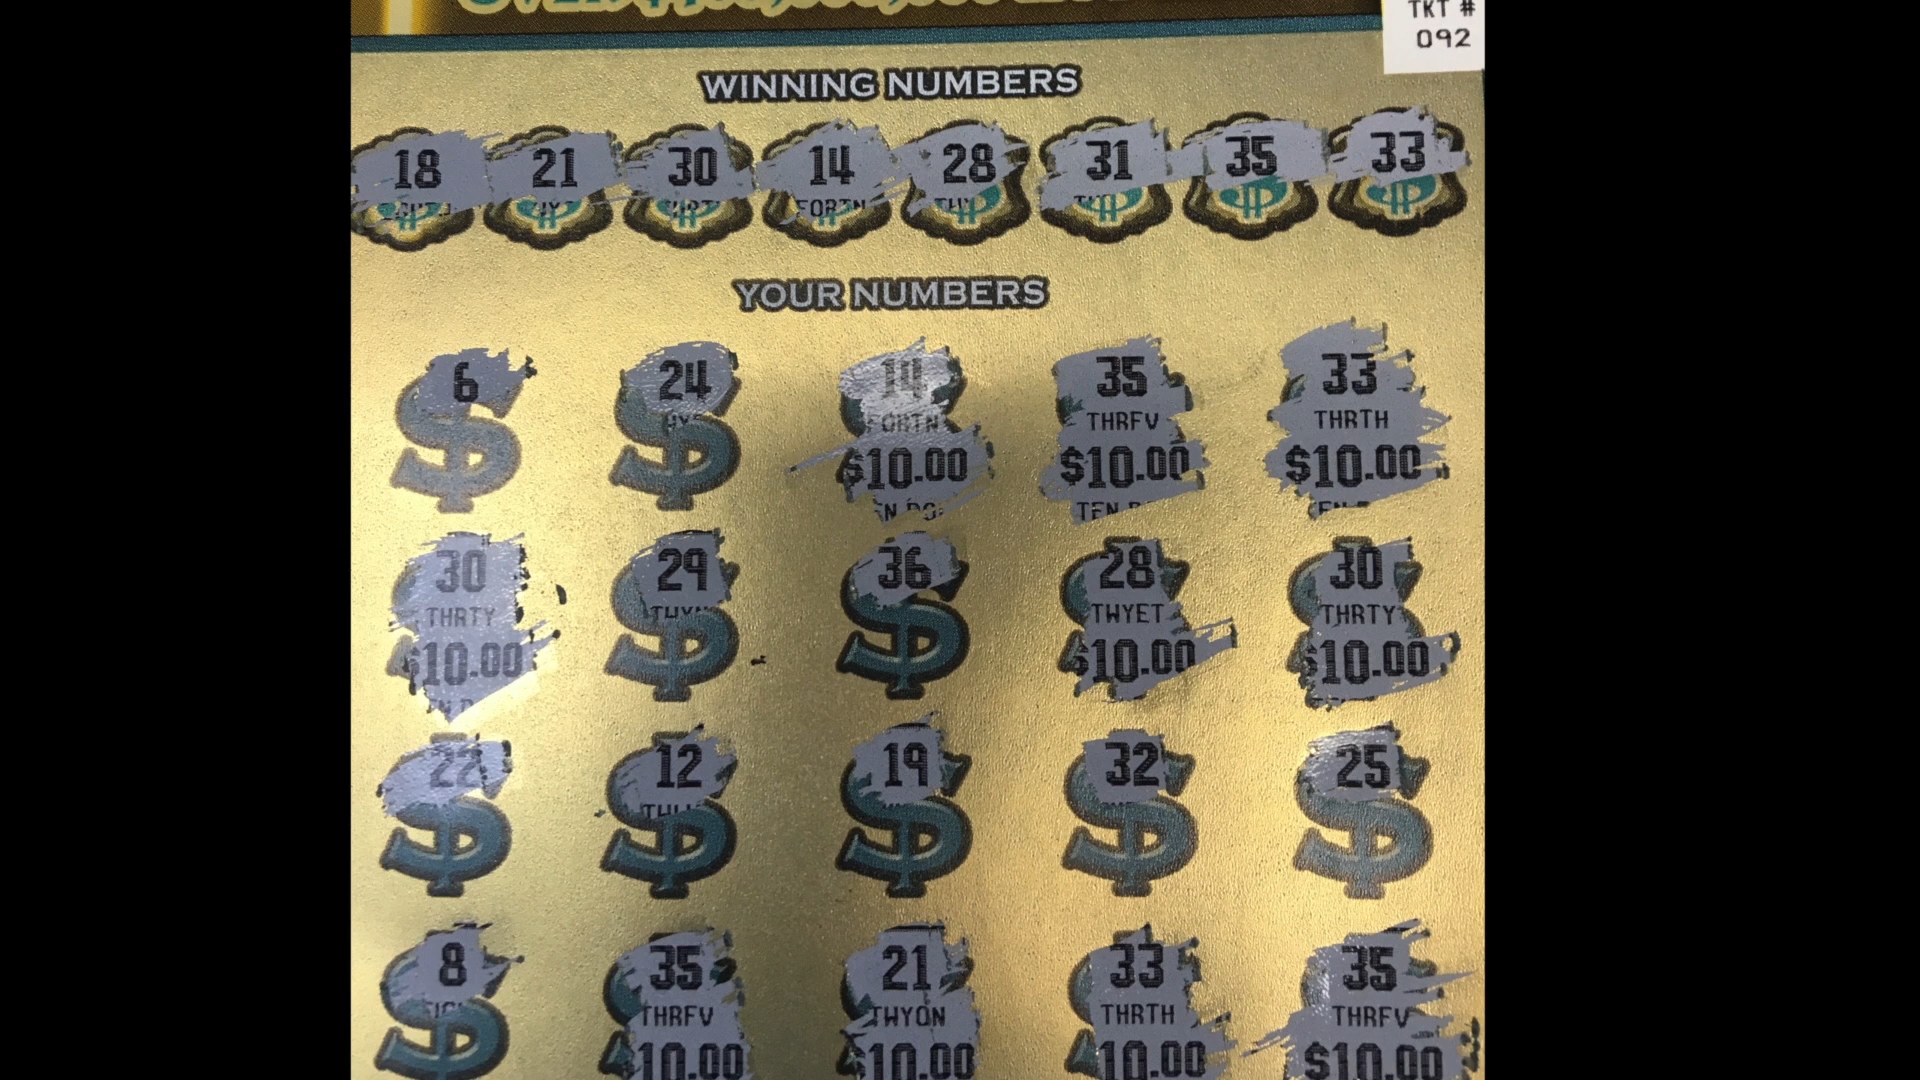 TKT #
092
WINNING NUMBERS
18 21 30 14 28 31 35 33
FORTN
YOUR NUMBERS
6 24 14 35 33
FORTN THRFV THRTH
$10.00 $10.00 $10.00
30 29 36 28 30
THRTY TWYET THRTY
$10.00 $10.00 $10.00
22 12 19 32 25
8 35 21 33 35
THRFV TWYON THRTH THRFV
10.00 $10.00 10.00 $10.00